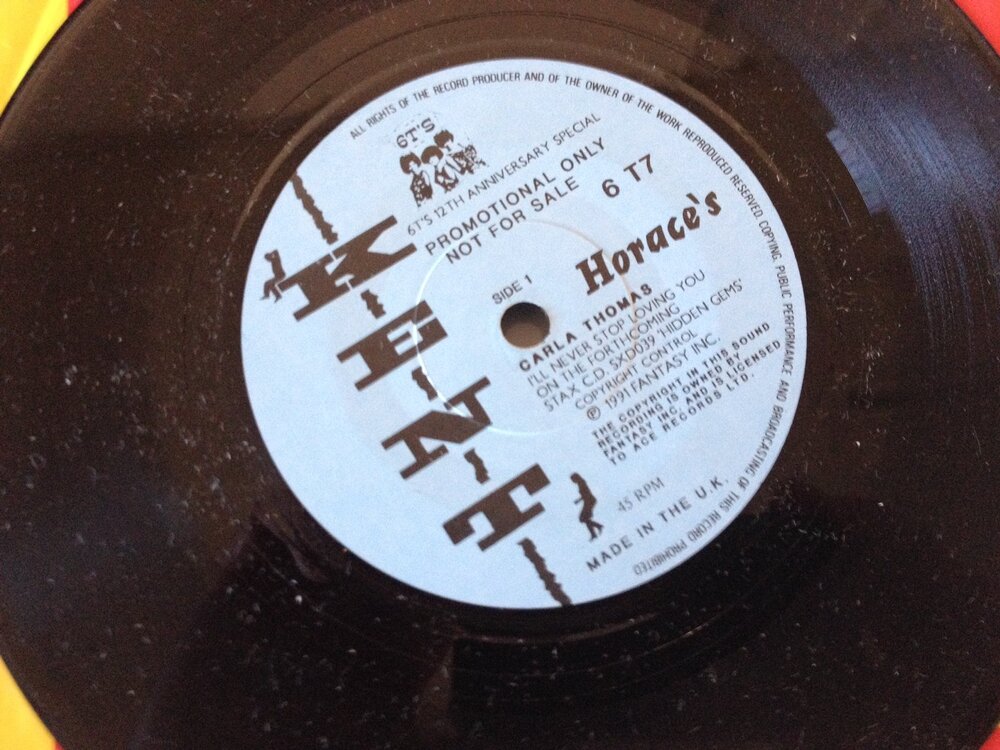 ALL RIGHTS OF THE RECORD PRODUCER AND OF THE OWNER OF THE WORK REPRODUCED RESERVED. COPYING, PUBLIC PERFORMANCE AND BROADCASTING OF THIS RECORD PROHIBITED
6T'S
6T'S 12TH ANNIVERSARY SPECIAL
PROMOTIONAL ONLY
NOT FOR SALE
6 T7
K-E-N-T
Horace's
SIDE 1
CARLA THOMAS
I'LL NEVER STOP LOVING YOU
ON THE FORTHCOMING
STAX C.D. SXD039 'HIDDEN GEMS'
COPYRIGHT CONTROL
℗ 1991 FANTASY INC.
THE COPYRIGHT IN THIS SOUND
RECORDING IS OWNED BY
FANTASY INC. AND IS LICENSED
TO ACE RECORDS LTD.
45 RPM
MADE IN THE U.K.